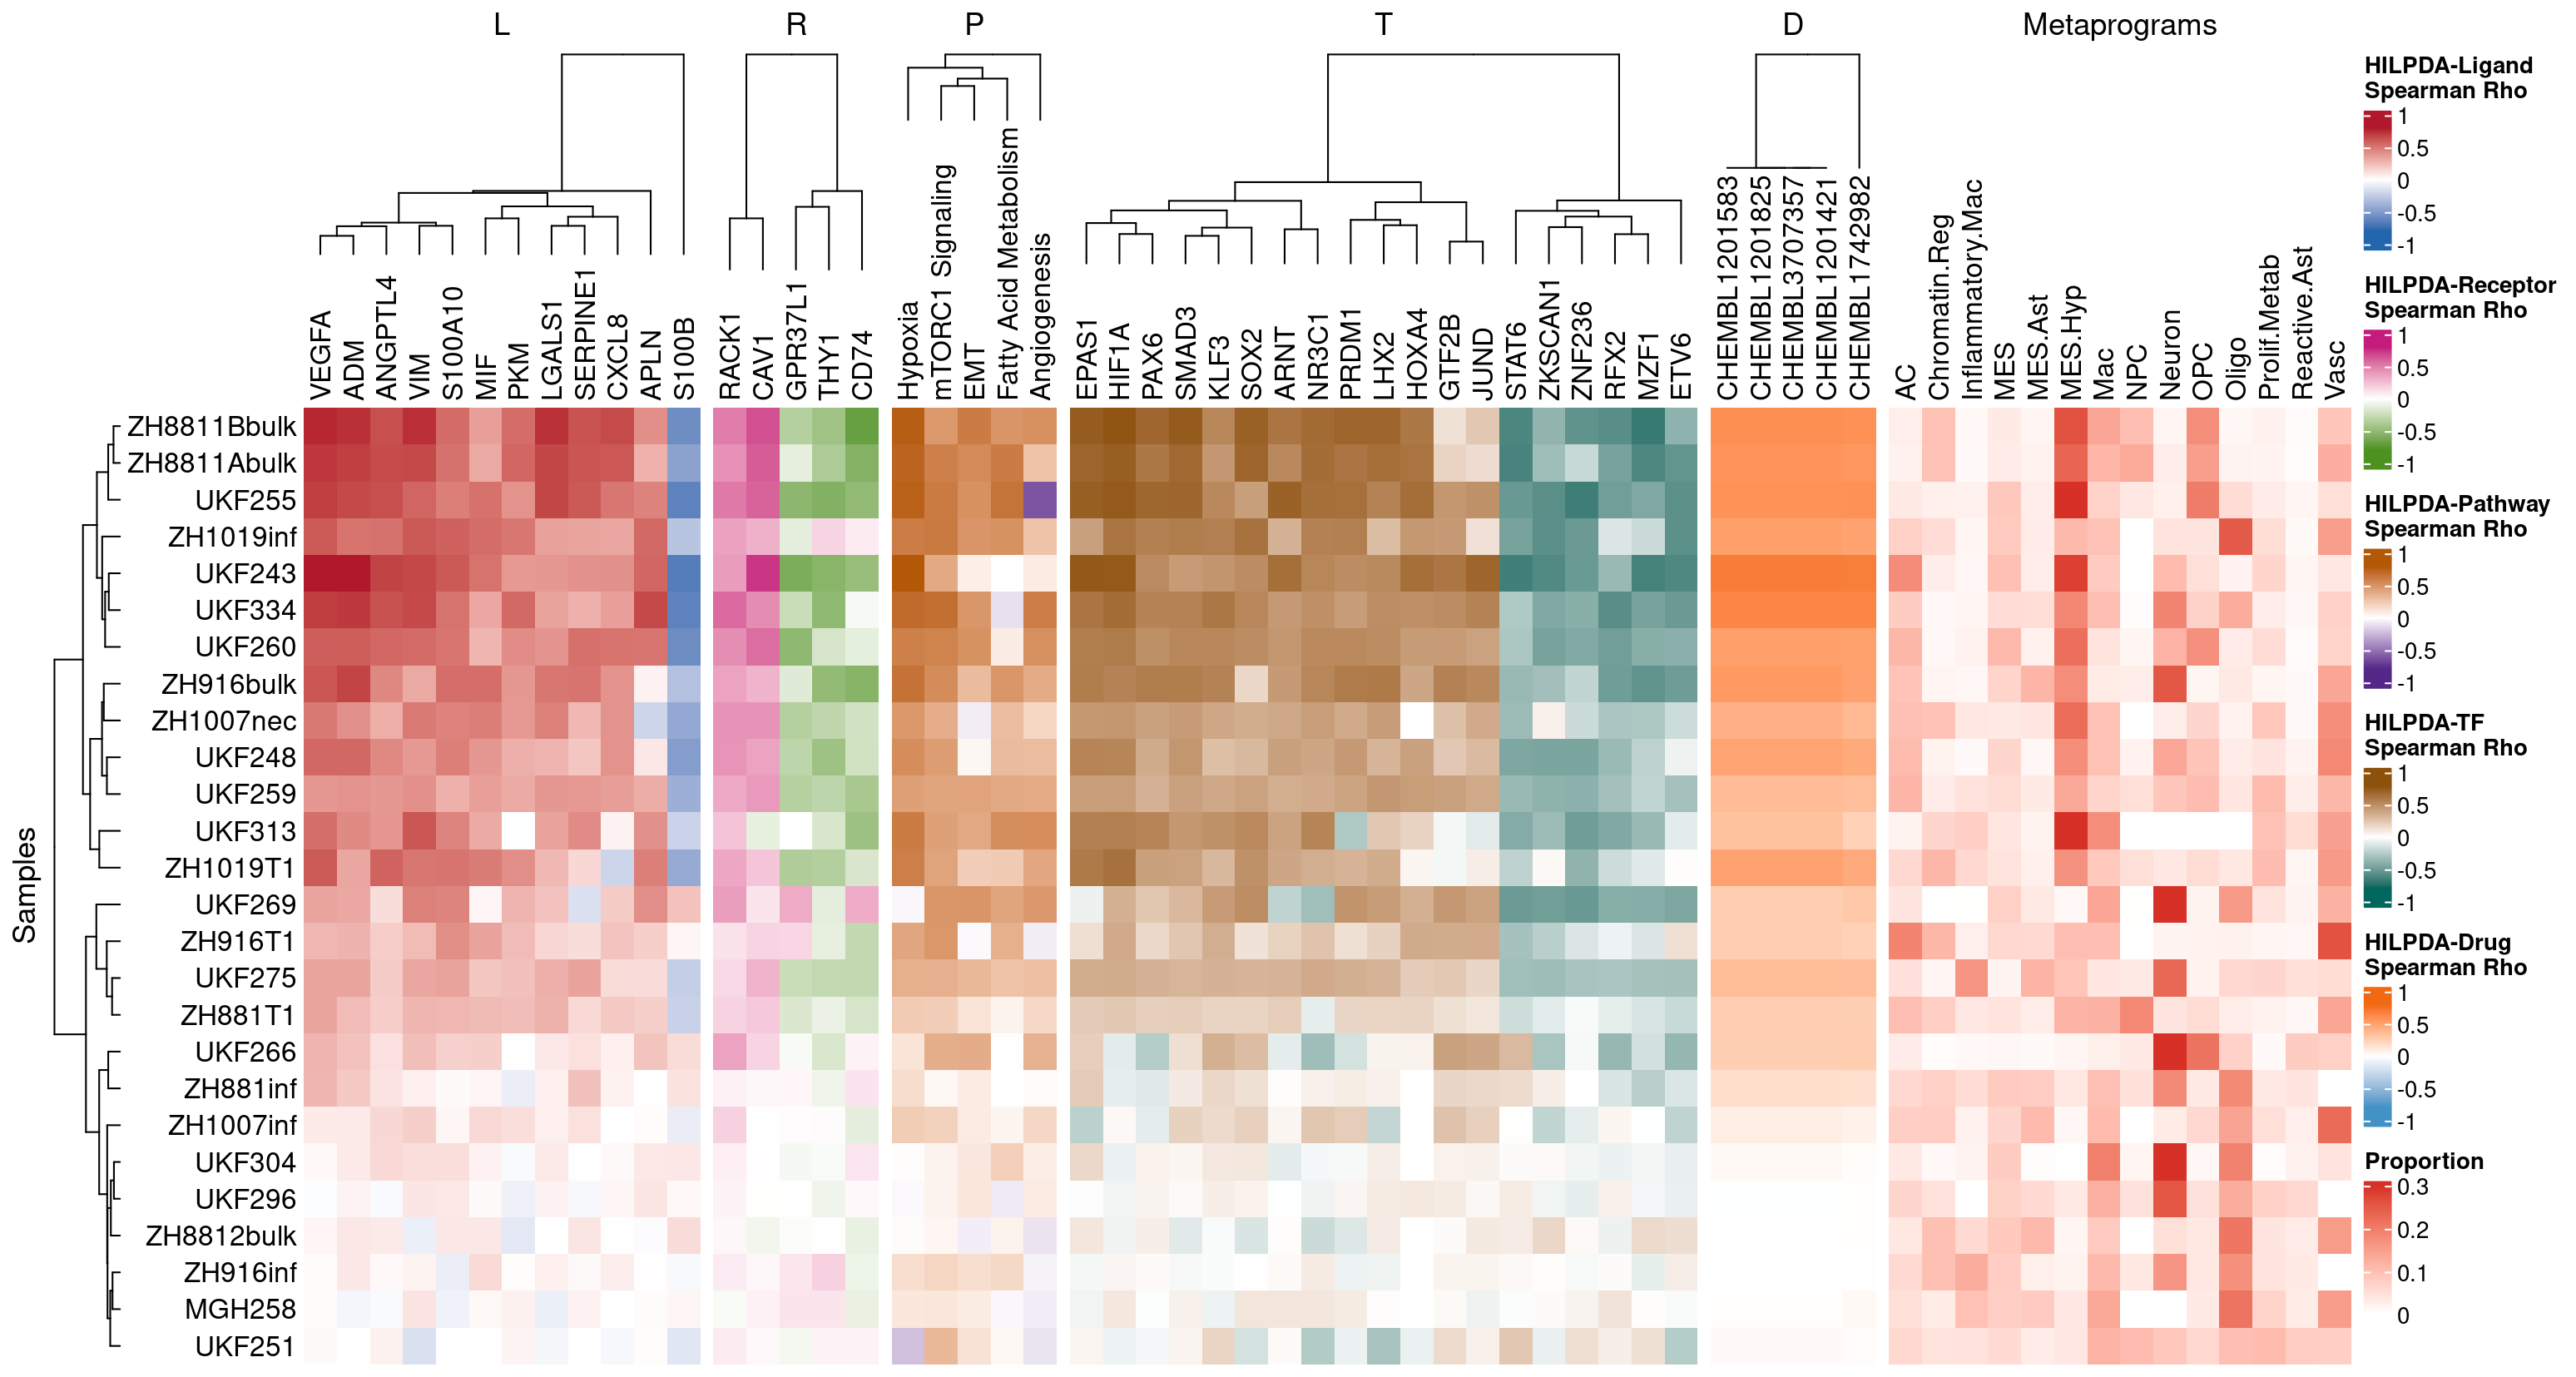 L
R
P
T
D
Metaprograms
VEGFA
ADM
ANGPTL4
VIM
S100A10
MIF
PKM
LGALS1
SERPINE1
CXCL8
APLN
S100B
RACK1
CAV1
GPR37L1
THY1
CD74
Hypoxia
mTORC1 Signaling
EMT
Fatty Acid Metabolism
Angiogenesis
EPAS1
HIF1A
PAX6
SMAD3
KLF3
SOX2
ARNT
NR3C1
PRDM1
LHX2
HOXA4
GTF2B
JUND
STAT6
ZKSCAN1
ZNF236
RFX2
MZF1
ETV6
CHEMBL1201583
CHEMBL1201825
CHEMBL3707357
CHEMBL1201421
CHEMBL1742982
AC
Chromatin.Reg
Inflammatory.Mac
MES
MES.Ast
MES.Hyp
Mac
NPC
Neuron
OPC
Oligo
Prolif.Metab
Reactive.Ast
Vasc
Samples
ZH8811Bbulk
ZH8811Abulk
UKF255
ZH1019inf
UKF243
UKF334
UKF260
ZH916bulk
ZH1007nec
UKF248
UKF259
UKF313
ZH1019T1
UKF269
ZH916T1
UKF275
ZH881T1
UKF266
ZH881inf
ZH1007inf
UKF304
UKF296
ZH8812bulk
ZH916inf
MGH258
UKF251
HILPDA-Ligand
Spearman Rho
1
0.5
0
-0.5
-1
HILPDA-Receptor
Spearman Rho
1
0.5
0
-0.5
-1
HILPDA-Pathway
Spearman Rho
1
0.5
0
-0.5
-1
HILPDA-TF
Spearman Rho
1
0.5
0
-0.5
-1
HILPDA-Drug
Spearman Rho
1
0.5
0
-0.5
-1
Proportion
0.3
0.2
0.1
0